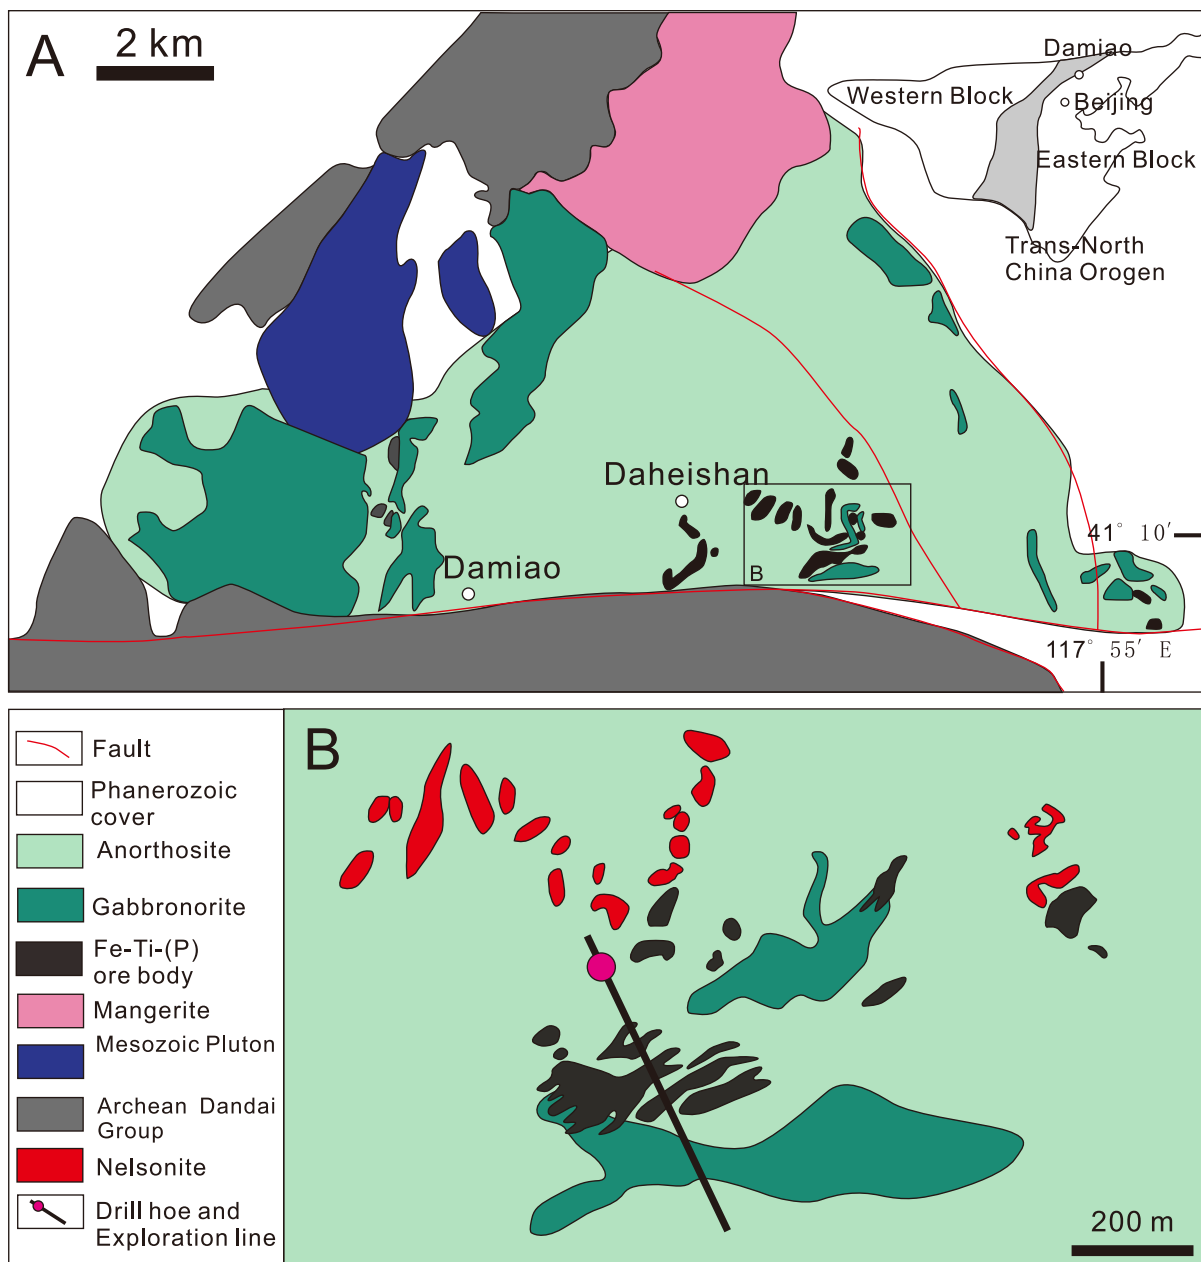 A
2 km
Damiao
Western Block
Beijing
Eastern Block
Trans-North
China Orogen
Daheishan
41° 10′
Damiao
B
117° 55′ E
Fault
Phanerozoic
cover
Anorthosite
Gabbronorite
Fe-Ti-(P)
ore body
Mangerite
Mesozoic Pluton
Archean Dandai
Group
Nelsonite
Drill hoe and
Exploration line
B
200 m